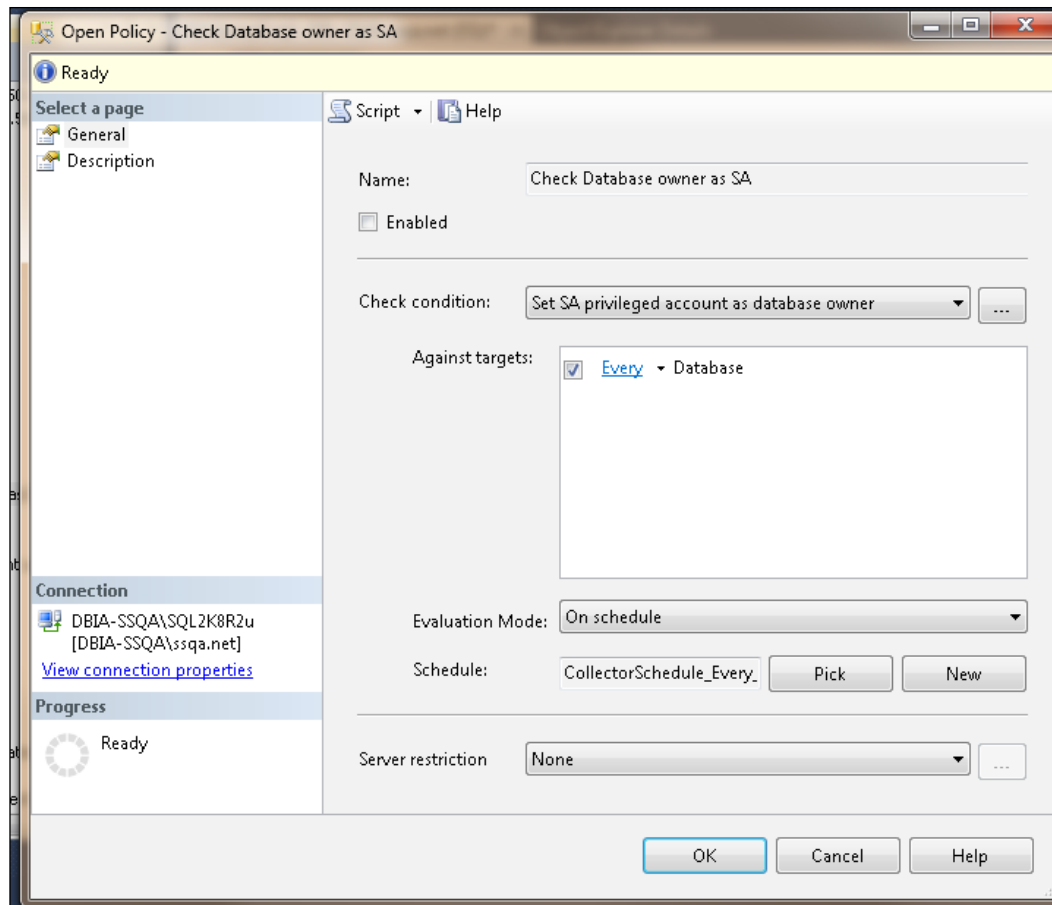 Open Policy - Check Database owner as SA
Ready
Select a page
General
Description
Script
Help
Name:
Check Database owner as SA
Enabled
Check condition:
Set SA privileged account as database owner
...
Against targets:
Every
Database
Connection
DBIA-SSQA\SQL2K8R2u
[DBIA-SSQA\ssqa.net]
View connection properties
Evaluation Mode:
On schedule
Schedule:
CollectorSchedule_Every_
Pick
New
Progress
Ready
Server restriction
None
...
OK
Cancel
Help